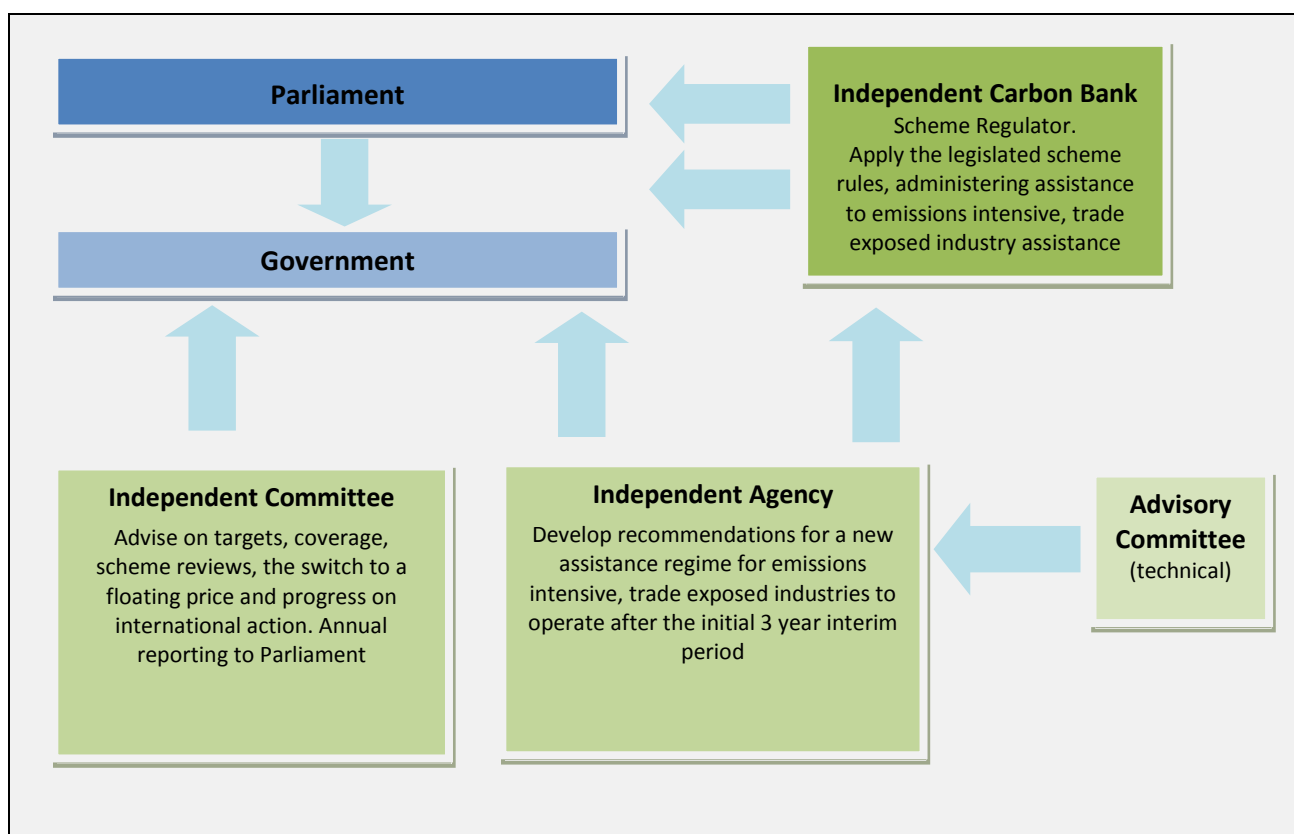 Parliament
Government
Independent Carbon Bank
Scheme Regulator.
Apply the legislated scheme
rules, administering assistance
to emissions intensive, trade
exposed industry assistance
Independent Committee
Advise on targets, coverage,
scheme reviews, the switch to a
floating price and progress on
international action. Annual
reporting to Parliament
Independent Agency
Develop recommendations for a new
assistance regime for emissions
intensive, trade exposed industries to
operate after the initial 3 year interim
period
Advisory
Committee
(technical)